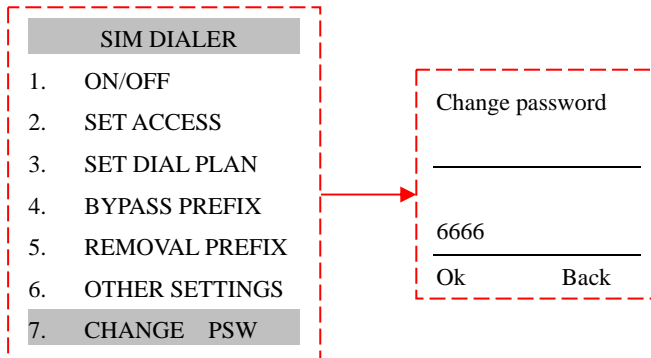 SIM DIALER
1. ON/OFF
2. SET ACCESS
3. SET DIAL PLAN
4. BYPASS PREFIX
5. REMOVAL PREFIX
6. OTHER SETTINGS
7. CHANGE PSW
Change password
6666
Ok Back